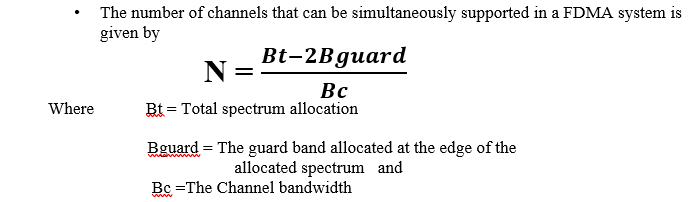 • The number of channels that can be simultaneously supported in a FDMA system is
given by
N = Bt−2Bguard / Bc
Where Bt = Total spectrum allocation
Bguard = The guard band allocated at the edge of the
allocated spectrum and
Bc =The Channel bandwidth